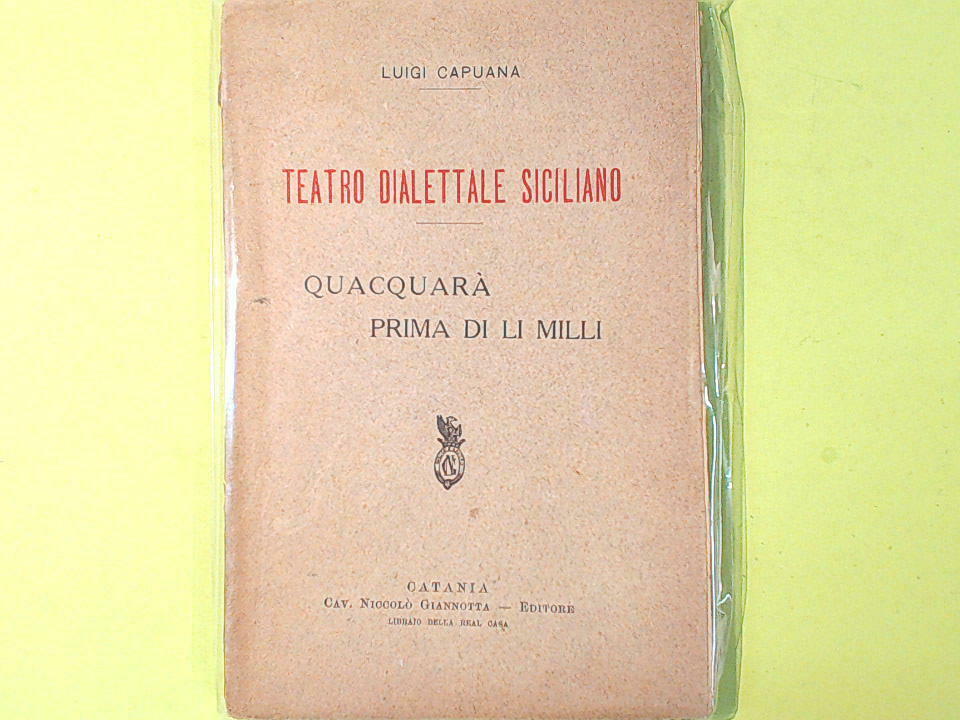 LUIGI CAPUANA
TEATRO DIALETTALE SICILIANO
QUACQUARÀ
PRIMA DI LI MILLI
CATANIA
CAV. NICCOLÒ GIANNOTTA — EDITORE
LIBRAIO DELLA REAL CASA